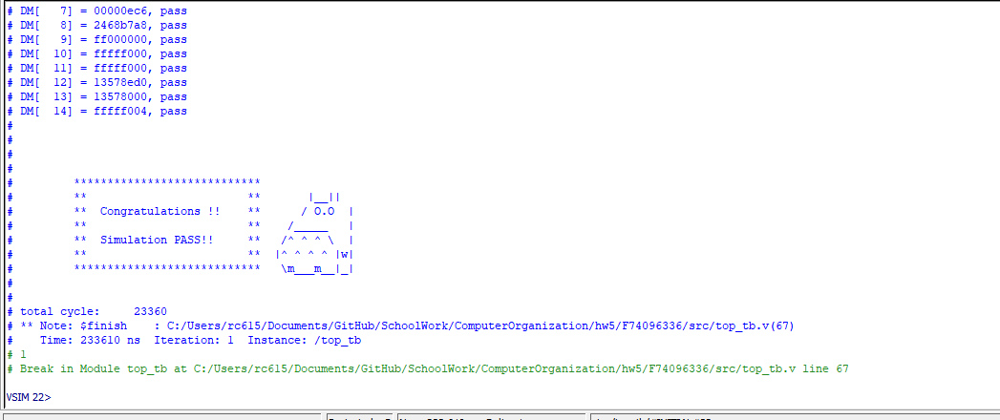 # DM[   7] = 00000ec6, pass
# DM[   8] = 2468b7a8, pass
# DM[   9] = ff000000, pass
# DM[  10] = fffff000, pass
# DM[  11] = fffff000, pass
# DM[  12] = 13578ed0, pass
# DM[  13] = 13578000, pass
# DM[  14] = fffff004, pass
#
#
#
#
#         ****************************
#         **                        **       |__||
#         **  Congratulations !!    **      / O.O  |
#         **                        **    /_____   |
#         **  Simulation PASS!!     **   /^ ^ ^ \  |
#         **                        **  |^ ^ ^ ^ |w|
#         ****************************   \m___m__|_|
#
#
# total cycle:     23360
# ** Note: $finish    : C:/Users/rc615/Documents/GitHub/SchoolWork/ComputerOrganization/hw5/F74096336/src/top_tb.v(67)
#    Time: 233610 ns  Iteration: 1  Instance: /top_tb
# 1
# Break in Module top_tb at C:/Users/rc615/Documents/GitHub/SchoolWork/ComputerOrganization/hw5/F74096336/src/top_tb.v line 67
VSIM 22>